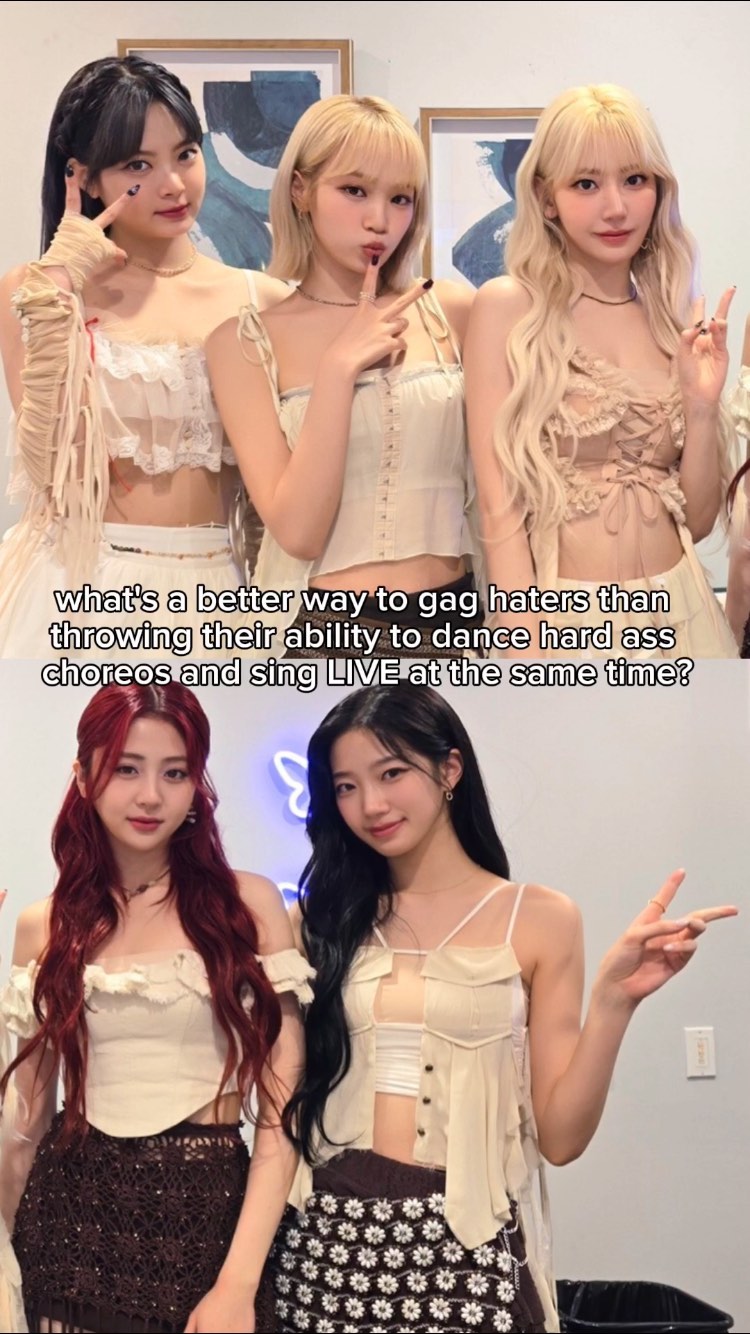 what's a better way to gag haters than
throwing their ability to dance hard ass
choreos and sing LIVE at the same time?